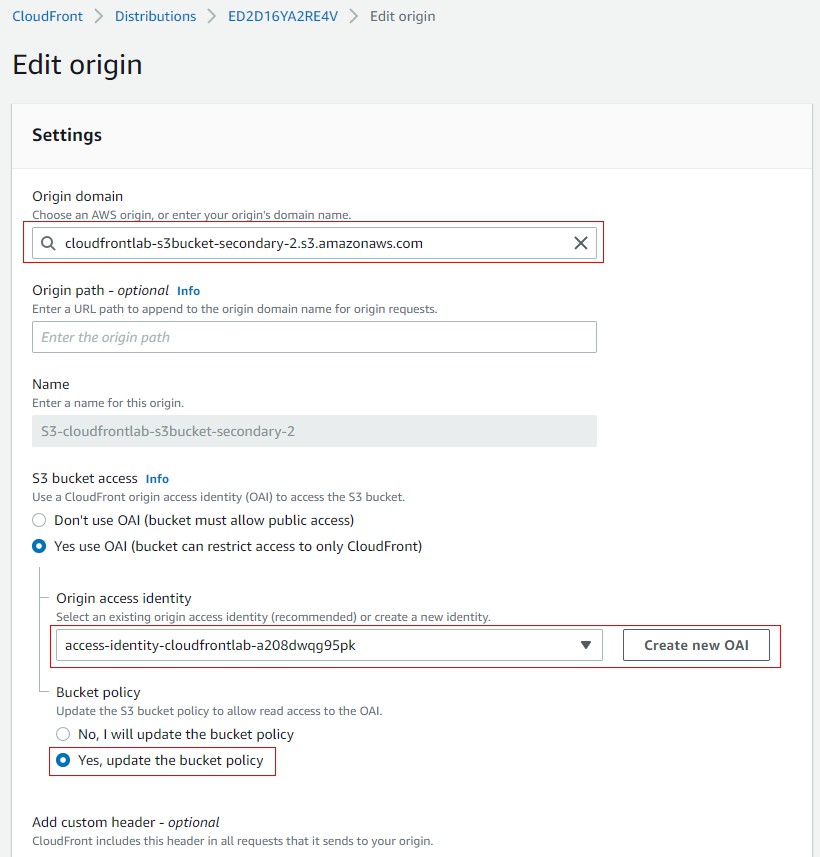 CloudFront > Distributions > ED2D16YA2RE4V > Edit origin
Edit origin
Settings
Origin domain
Choose an AWS origin, or enter your origin's domain name.
cloudfrontlab-s3bucket-secondary-2.s3.amazonaws.com
Origin path - optional Info
Enter a URL path to append to the origin domain name for origin requests.
Enter the origin path
Name
Enter a name for this origin.
S3-cloudfrontlab-s3bucket-secondary-2
S3 bucket access Info
Use a CloudFront origin access identity (OAI) to access the S3 bucket.
Don't use OAI (bucket must allow public access)
Yes use OAI (bucket can restrict access to only CloudFront)
Origin access identity
Select an existing origin access identity (recommended) or create a new identity.
access-identity-cloudfrontlab-a208dwqg95pk
Create new OAI
Bucket policy
Update the S3 bucket policy to allow read access to the OAI.
No, I will update the bucket policy
Yes, update the bucket policy
Add custom header - optional
CloudFront includes this header in all requests that it sends to your origin.